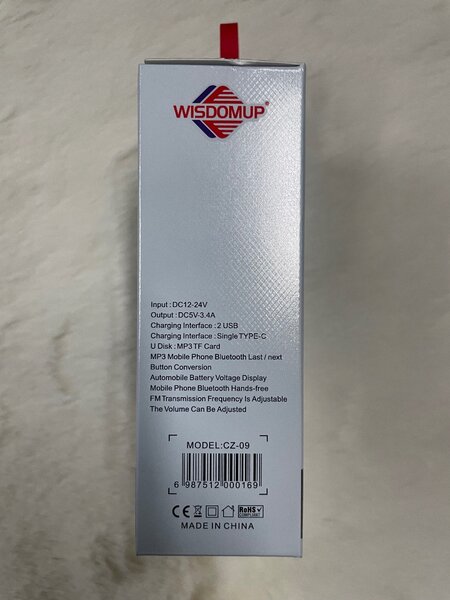 WISDOMUP®
Input : DC12-24V
Output : DC5V-3.4A
Charging Interface : 2 USB
Charging Interface : Single TYPE-C
U Disk : MP3 TF Card
MP3 Mobile Phone Bluetooth Last / next
Button Conversion
Automobile Battery Voltage Display
Mobile Phone Bluetooth Hands-free
FM Transmission Frequency Is Adjustable
The Volume Can Be Adjusted
MODEL:CZ-09
6 987512 000169
CE RoHS
COMPLIANT
MADE IN CHINA